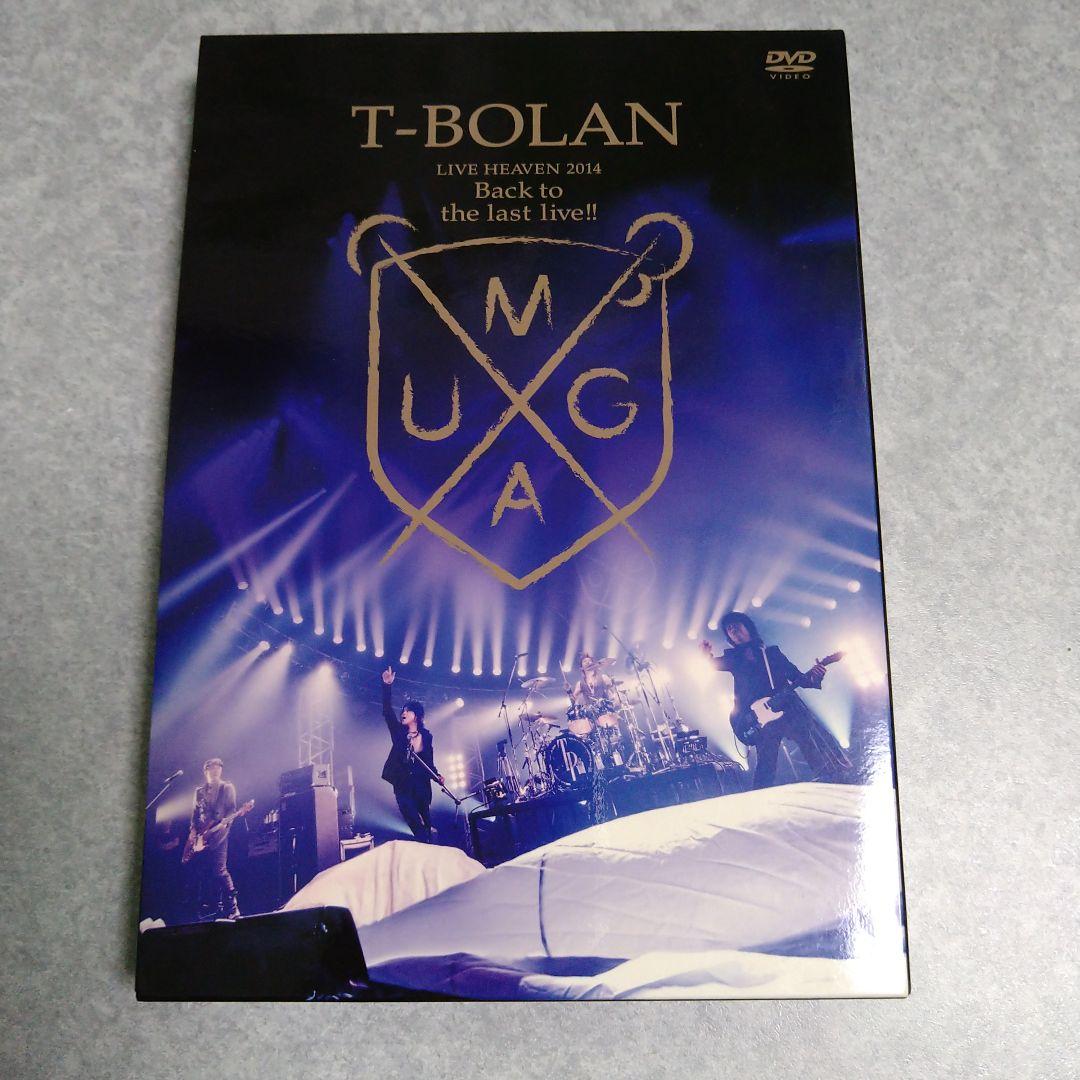 DVD
VIDEO
T-BOLAN
LIVE HEAVEN 2014
Back to
the last live!!
M
U G
A